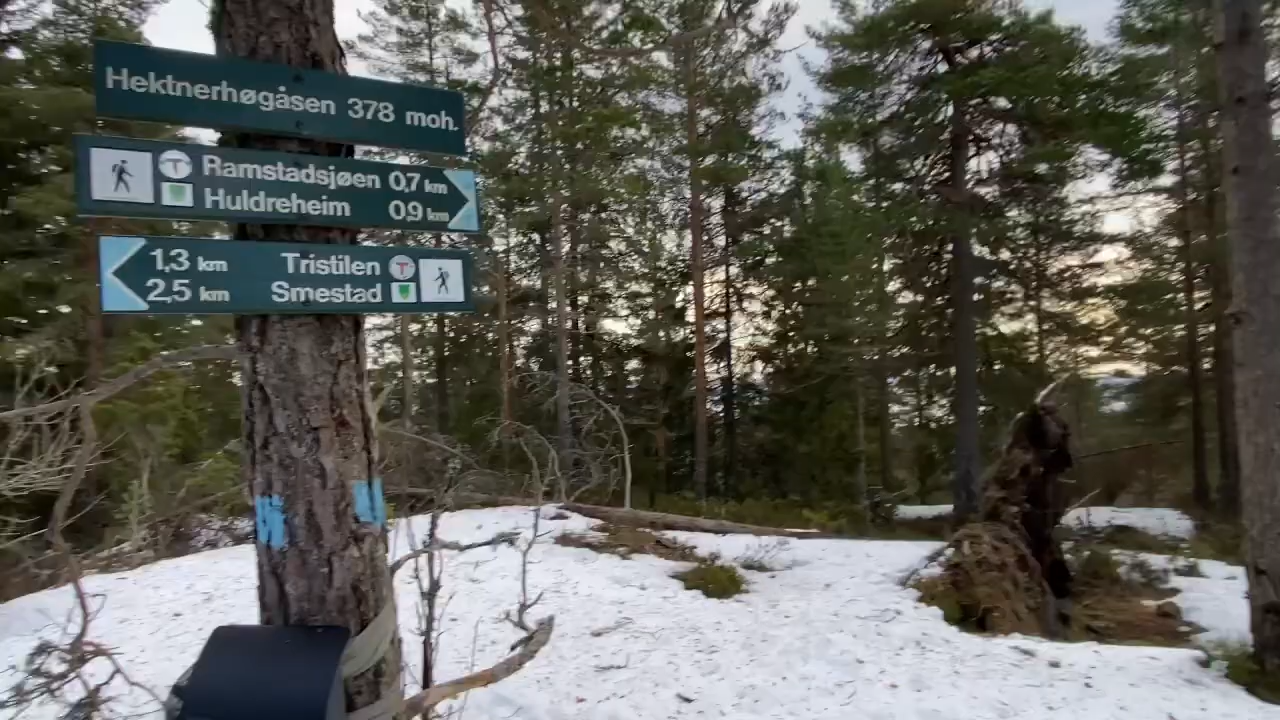 Hektnerhøgåsen 378 moh.
T Ramstadsjøen 0,7 km
Huldreheim 0,9 km
1,3 km Tristilen T
2,5 km Smestad